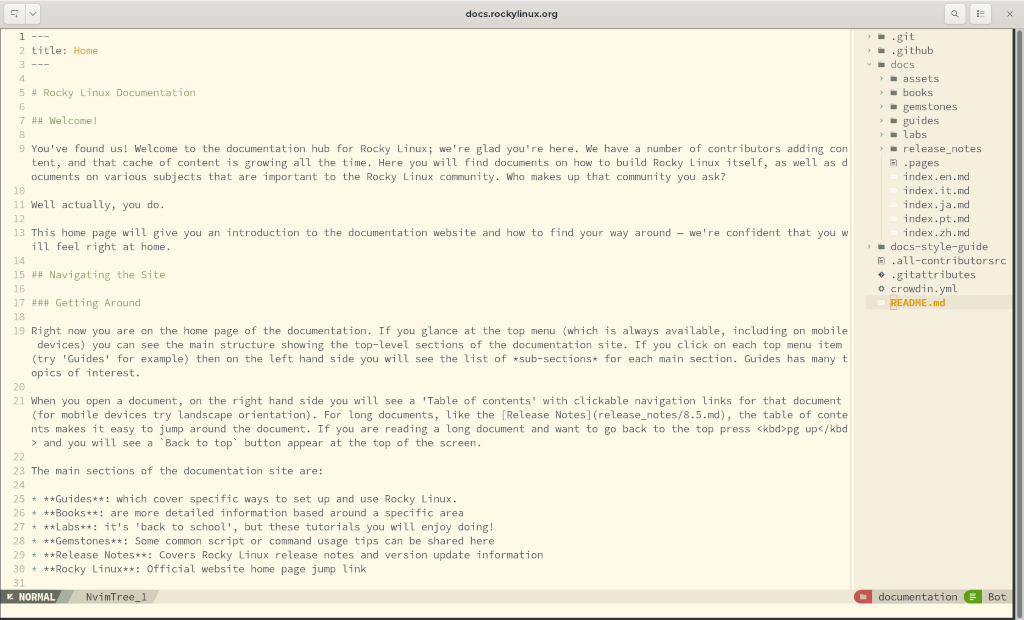 docs.rockylinux.org
1 ---
2 title: Home
3 ---
4
5 # Rocky Linux Documentation
6
7 ## Welcome!
8
9 You've found us! Welcome to the documentation hub for Rocky Linux; we're glad you're here. We have a number of contributors adding con
tent, and that cache of content is growing all the time. Here you will find documents on how to build Rocky Linux itself, as well as d
ocuments on various subjects that are important to the Rocky Linux community. Who makes up that community you ask?
10
11 Well actually, you do.
12
13 This home page will give you an introduction to the documentation website and how to find your way around — we're confident that you w
ill feel right at home.
14
15 ## Navigating the Site
16
17 ### Getting Around
18
19 Right now you are on the home page of the documentation. If you glance at the top menu (which is always available, including on mobile
devices) you can see the main structure showing the top-level sections of the documentation site. If you click on each top menu item
(try 'Guides' for example) then on the left hand side you will see the list of *sub-sections* for each main section. Guides has many t
opics of interest.
20
21 When you open a document, on the right hand side you will see a 'Table of contents' with clickable navigation links for that document
(for mobile devices try landscape orientation). For long documents, like the [Release Notes](release_notes/8.5.md), the table of conte
nts makes it easy to jump around the document. If you are reading a long document and want to go back to the top press <kbd>pg up</kbd
> and you will see a `Back to top` button appear at the top of the screen.
22
23 The main sections of the documentation site are:
24
25 * **Guides**: which cover specific ways to set up and use Rocky Linux.
26 * **Books**: are more detailed information based around a specific area
27 * **Labs**: it's 'back to school', but these tutorials you will enjoy doing!
28 * **Gemstones**: Some common script or command usage tips can be shared here
29 * **Release Notes**: Covers Rocky Linux release notes and version update information
30 * **Rocky Linux**: Official website home page jump link
31
.git
.github
docs
assets
books
gemstones
guides
labs
release_notes
.pages
index.en.md
index.it.md
index.ja.md
index.pt.md
index.zh.md
docs-style-guide
.all-contributorsrc
.gitattributes
crowdin.yml
README.md
NORMAL NvimTree_1 documentation Bot